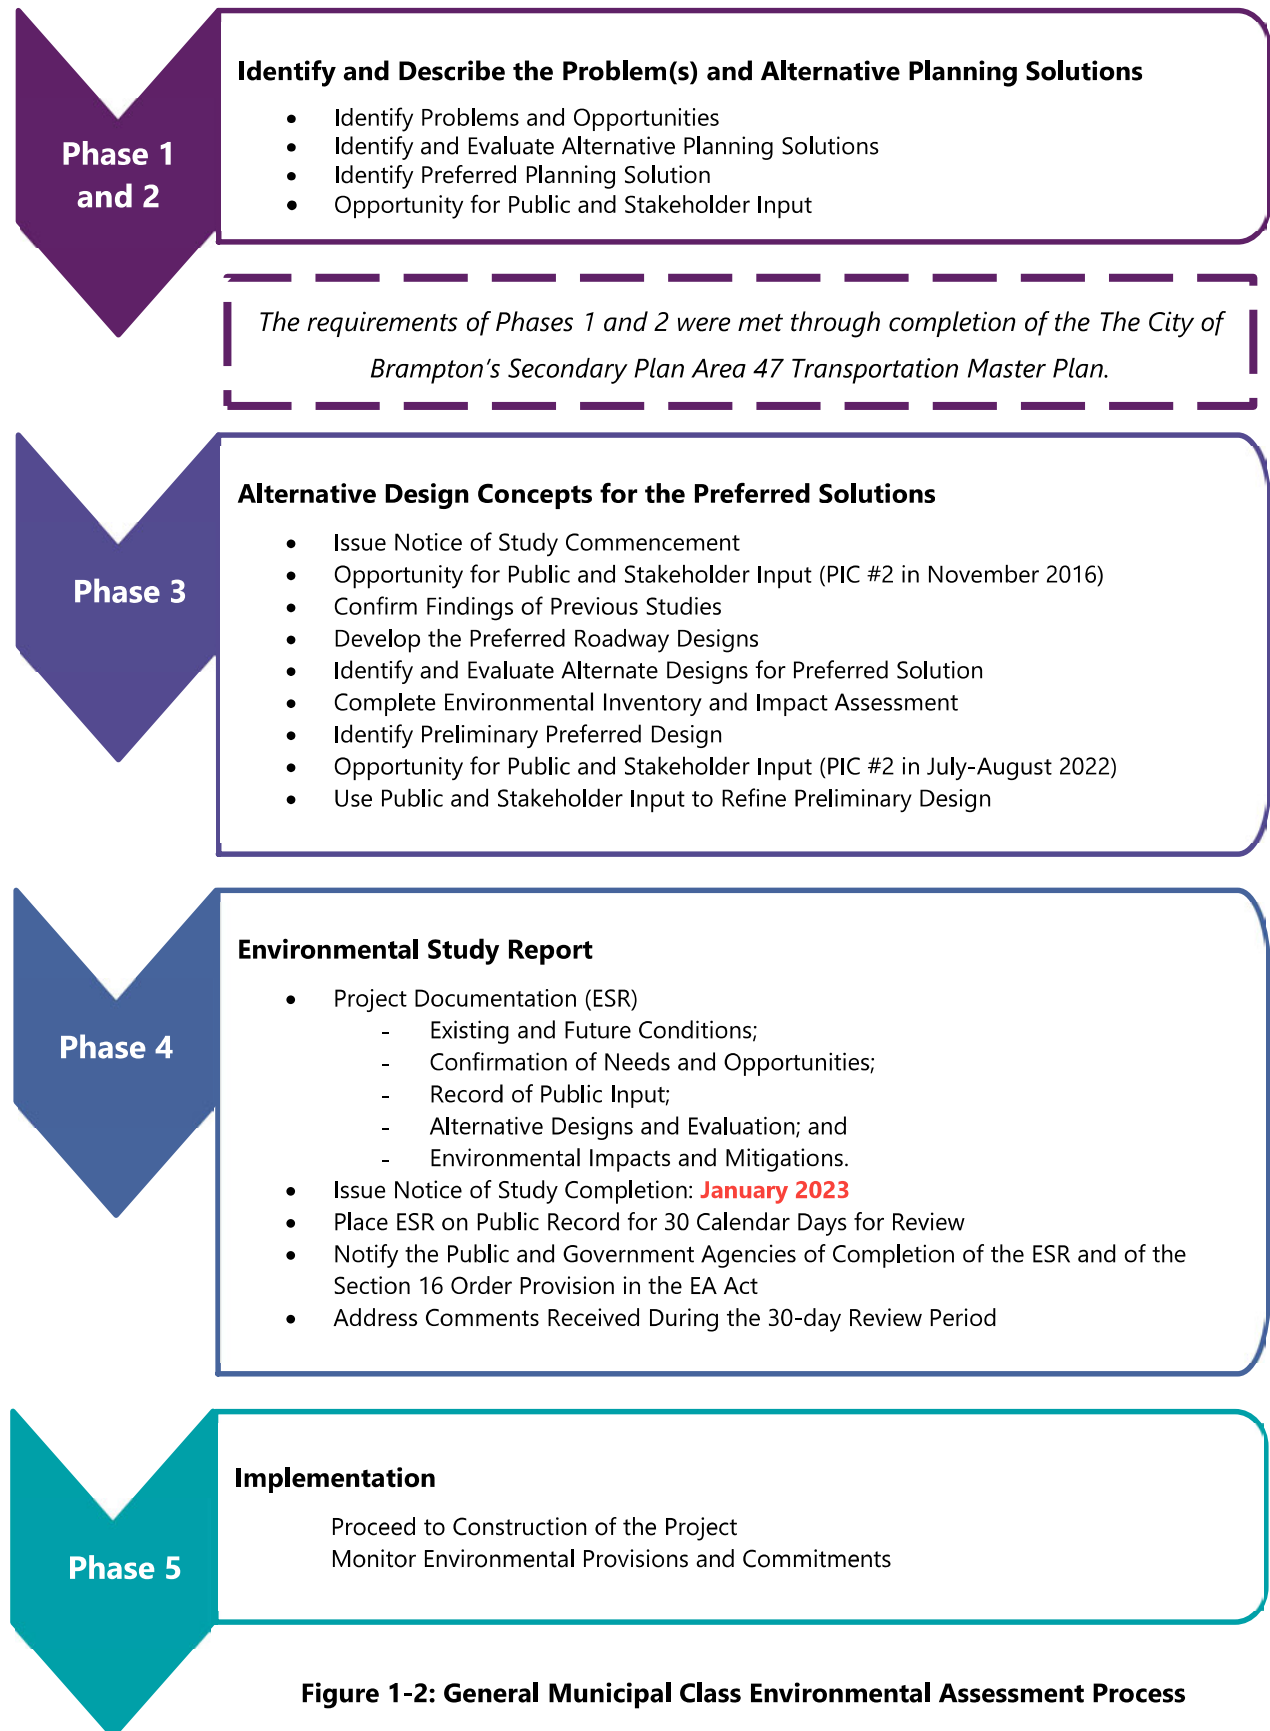 Phase 1
and 2
Identify and Describe the Problem(s) and Alternative Planning Solutions
• Identify Problems and Opportunities
• Identify and Evaluate Alternative Planning Solutions
• Identify Preferred Planning Solution
• Opportunity for Public and Stakeholder Input
The requirements of Phases 1 and 2 were met through completion of the The City of
Brampton’s Secondary Plan Area 47 Transportation Master Plan.
Phase 3
Alternative Design Concepts for the Preferred Solutions
• Issue Notice of Study Commencement
• Opportunity for Public and Stakeholder Input (PIC #2 in November 2016)
• Confirm Findings of Previous Studies
• Develop the Preferred Roadway Designs
• Identify and Evaluate Alternate Designs for Preferred Solution
• Complete Environmental Inventory and Impact Assessment
• Identify Preliminary Preferred Design
• Opportunity for Public and Stakeholder Input (PIC #2 in July-August 2022)
• Use Public and Stakeholder Input to Refine Preliminary Design
Phase 4
Environmental Study Report
• Project Documentation (ESR)
- Existing and Future Conditions;
- Confirmation of Needs and Opportunities;
- Record of Public Input;
- Alternative Designs and Evaluation; and
- Environmental Impacts and Mitigations.
• Issue Notice of Study Completion: January 2023
• Place ESR on Public Record for 30 Calendar Days for Review
• Notify the Public and Government Agencies of Completion of the ESR and of the
Section 16 Order Provision in the EA Act
• Address Comments Received During the 30-day Review Period
Phase 5
Implementation
Proceed to Construction of the Project
Monitor Environmental Provisions and Commitments
Figure 1-2: General Municipal Class Environmental Assessment Process